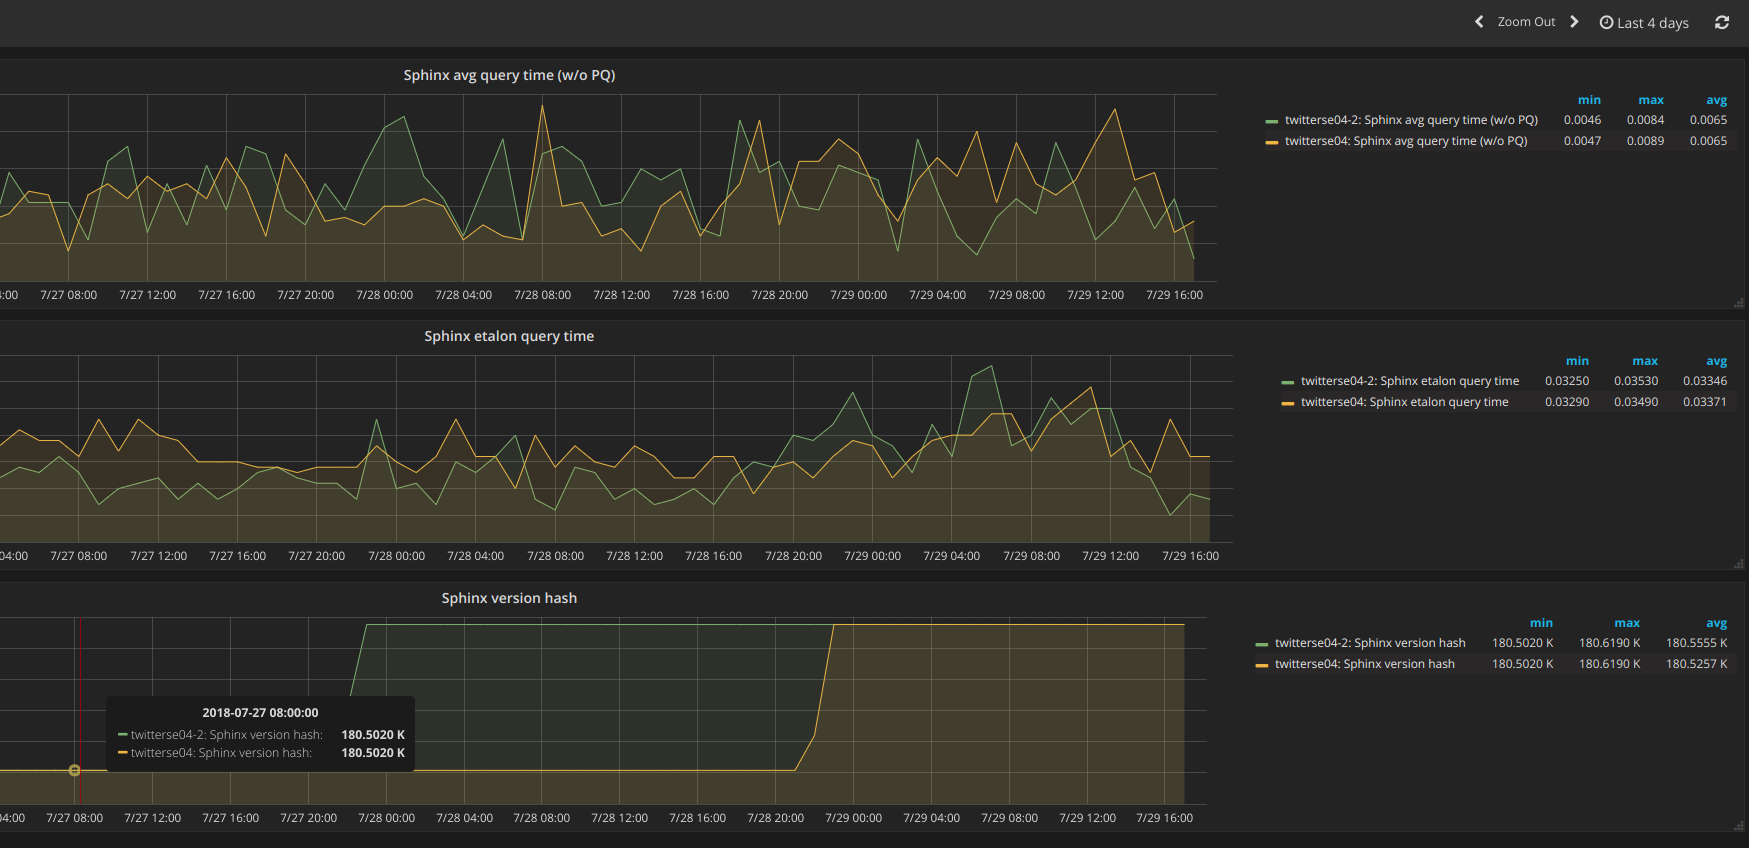 Zoom Out Last 4 days
Sphinx avg query time (w/o PQ)
min max avg
twitterse04-2: Sphinx avg query time (w/o PQ) 0.0046 0.0084 0.0065
twitterse04: Sphinx avg query time (w/o PQ) 0.0047 0.0089 0.0065
:00 7/27 08:00 7/27 12:00 7/27 16:00 7/27 20:00 7/28 00:00 7/28 04:00 7/28 08:00 7/28 12:00 7/28 16:00 7/28 20:00 7/29 00:00 7/29 04:00 7/29 08:00 7/29 12:00 7/29 16:00
Sphinx etalon query time
min max avg
twitterse04-2: Sphinx etalon query time 0.03250 0.03530 0.03346
twitterse04: Sphinx etalon query time 0.03290 0.03490 0.03371
04:00 7/27 08:00 7/27 12:00 7/27 16:00 7/27 20:00 7/28 00:00 7/28 04:00 7/28 08:00 7/28 12:00 7/28 16:00 7/28 20:00 7/29 00:00 7/29 04:00 7/29 08:00 7/29 12:00 7/29 16:00
Sphinx version hash
min max avg
twitterse04-2: Sphinx version hash 180.5020 K 180.6190 K 180.5555 K
twitterse04: Sphinx version hash 180.5020 K 180.6190 K 180.5257 K
2018-07-27 08:00:00
twitterse04-2: Sphinx version hash: 180.5020 K
twitterse04: Sphinx version hash: 180.5020 K
04:00 7/27 08:00 7/27 12:00 7/27 16:00 7/27 20:00 7/28 00:00 7/28 04:00 7/28 08:00 7/28 12:00 7/28 16:00 7/28 20:00 7/29 00:00 7/29 04:00 7/29 08:00 7/29 12:00 7/29 16:00